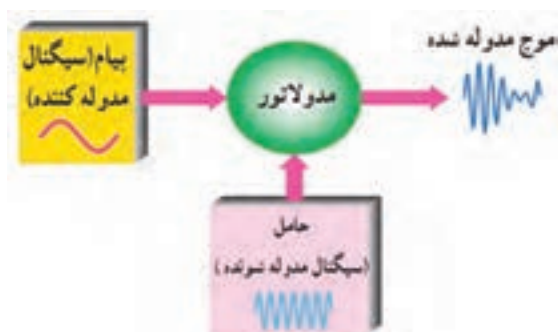 پیام (سیگنال
مدوله کننده)
مدولاتور
موج مدوله شده
حامل
(سیگنال مدوله شونده)